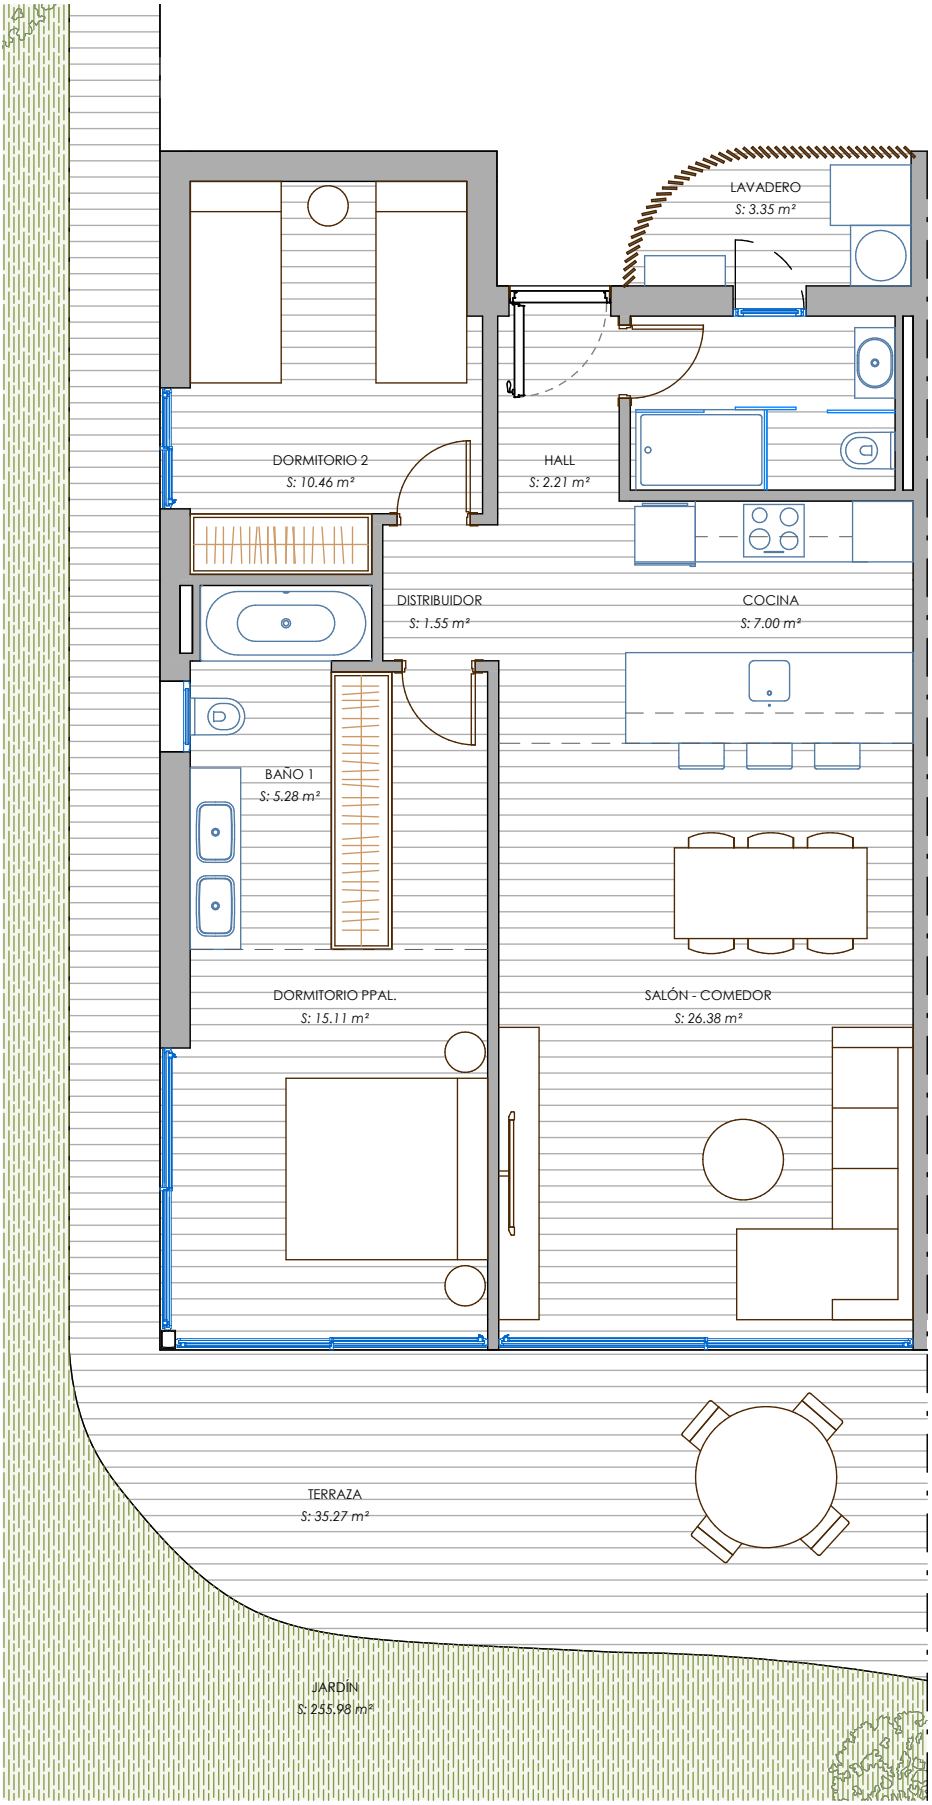 LAVADERO
S: 3.35 m²
DORMITORIO 2
S: 10.46 m²
HALL
S: 2.21 m²
DISTRIBUIDOR
S: 1.55 m²
COCINA
S: 7.00 m²
BAÑO 1
S: 5.28 m²
DORMITORIO PPAL.
S: 15.11 m²
SALÓN - COMEDOR
S: 26.38 m²
TERRAZA
S: 35.27 m²
JARDÍN
S: 255.98 m²